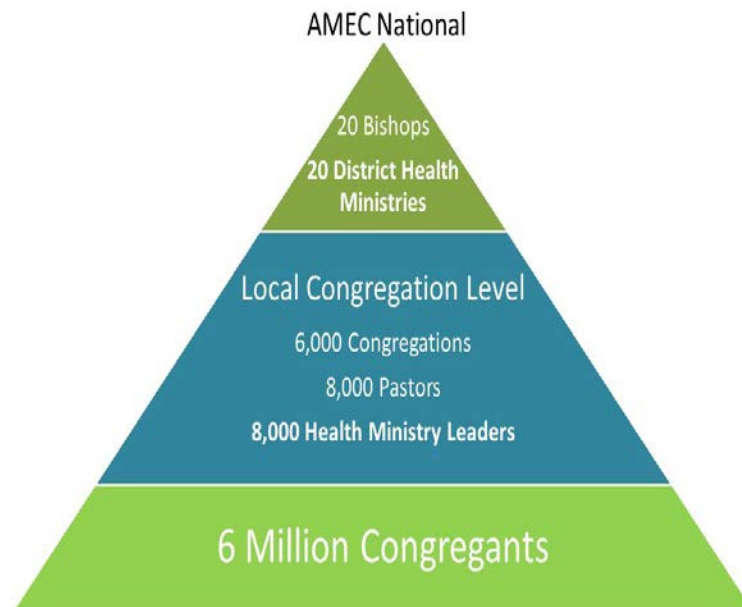 AMEC National
20 Bishops
20 District Health
Ministries
Local Congregation Level
6,000 Congregations
8,000 Pastors
8,000 Health Ministry Leaders
6 Million Congregants